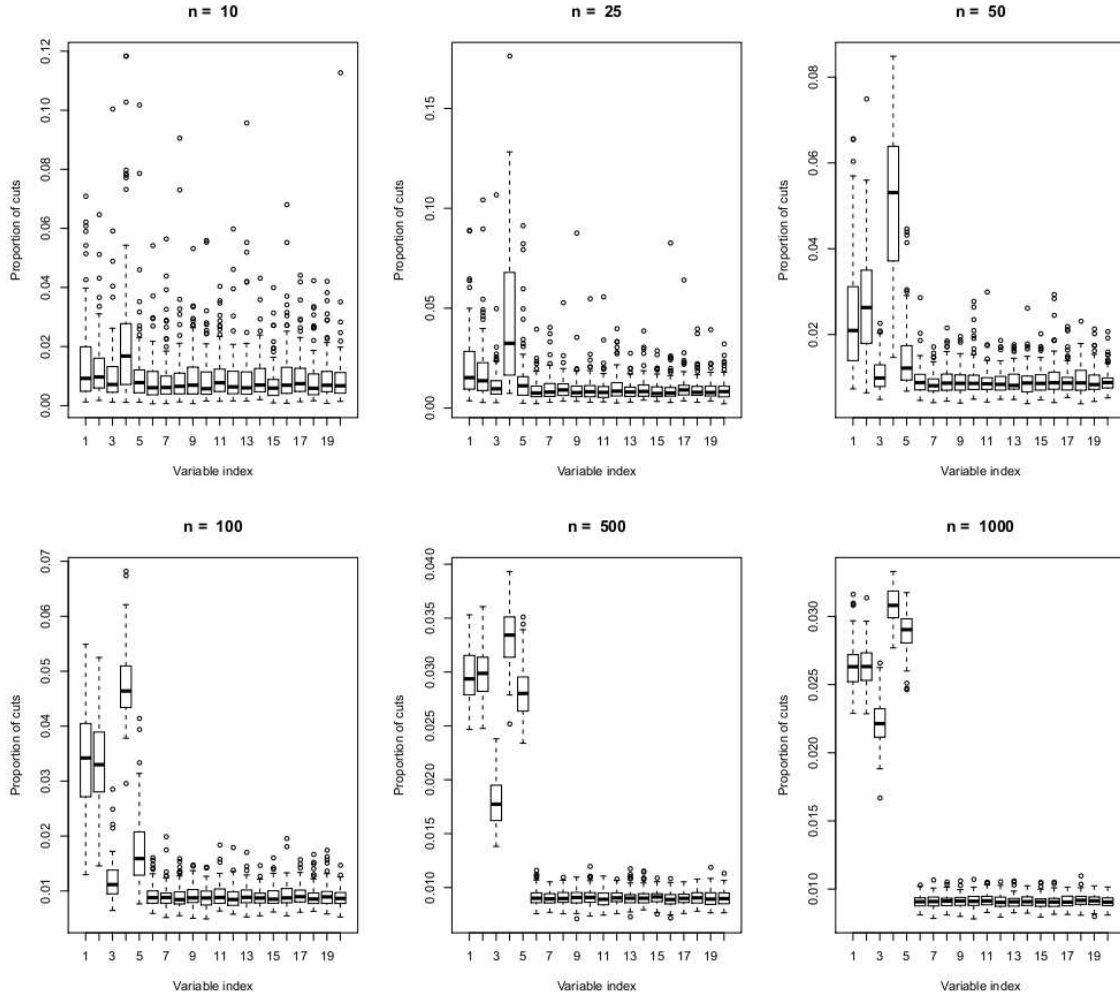 n = 10
Proportion of cuts
0.00 0.02 0.04 0.06 0.08 0.10 0.12
1 3 5 7 9 11 13 15 17 19
Variable index
n = 25
Proportion of cuts
0.00 0.05 0.10 0.15
1 3 5 7 9 11 13 15 17 19
Variable index
n = 50
Proportion of cuts
0.02 0.04 0.06 0.08
1 3 5 7 9 11 13 15 17 19
Variable index
n = 100
Proportion of cuts
0.01 0.02 0.03 0.04 0.05 0.06 0.07
1 3 5 7 9 11 13 15 17 19
Variable index
n = 500
Proportion of cuts
0.010 0.015 0.020 0.025 0.030 0.035 0.040
1 3 5 7 9 11 13 15 17 19
Variable index
n = 1000
Proportion of cuts
0.010 0.015 0.020 0.025 0.030
1 3 5 7 9 11 13 15 17 19
Variable index